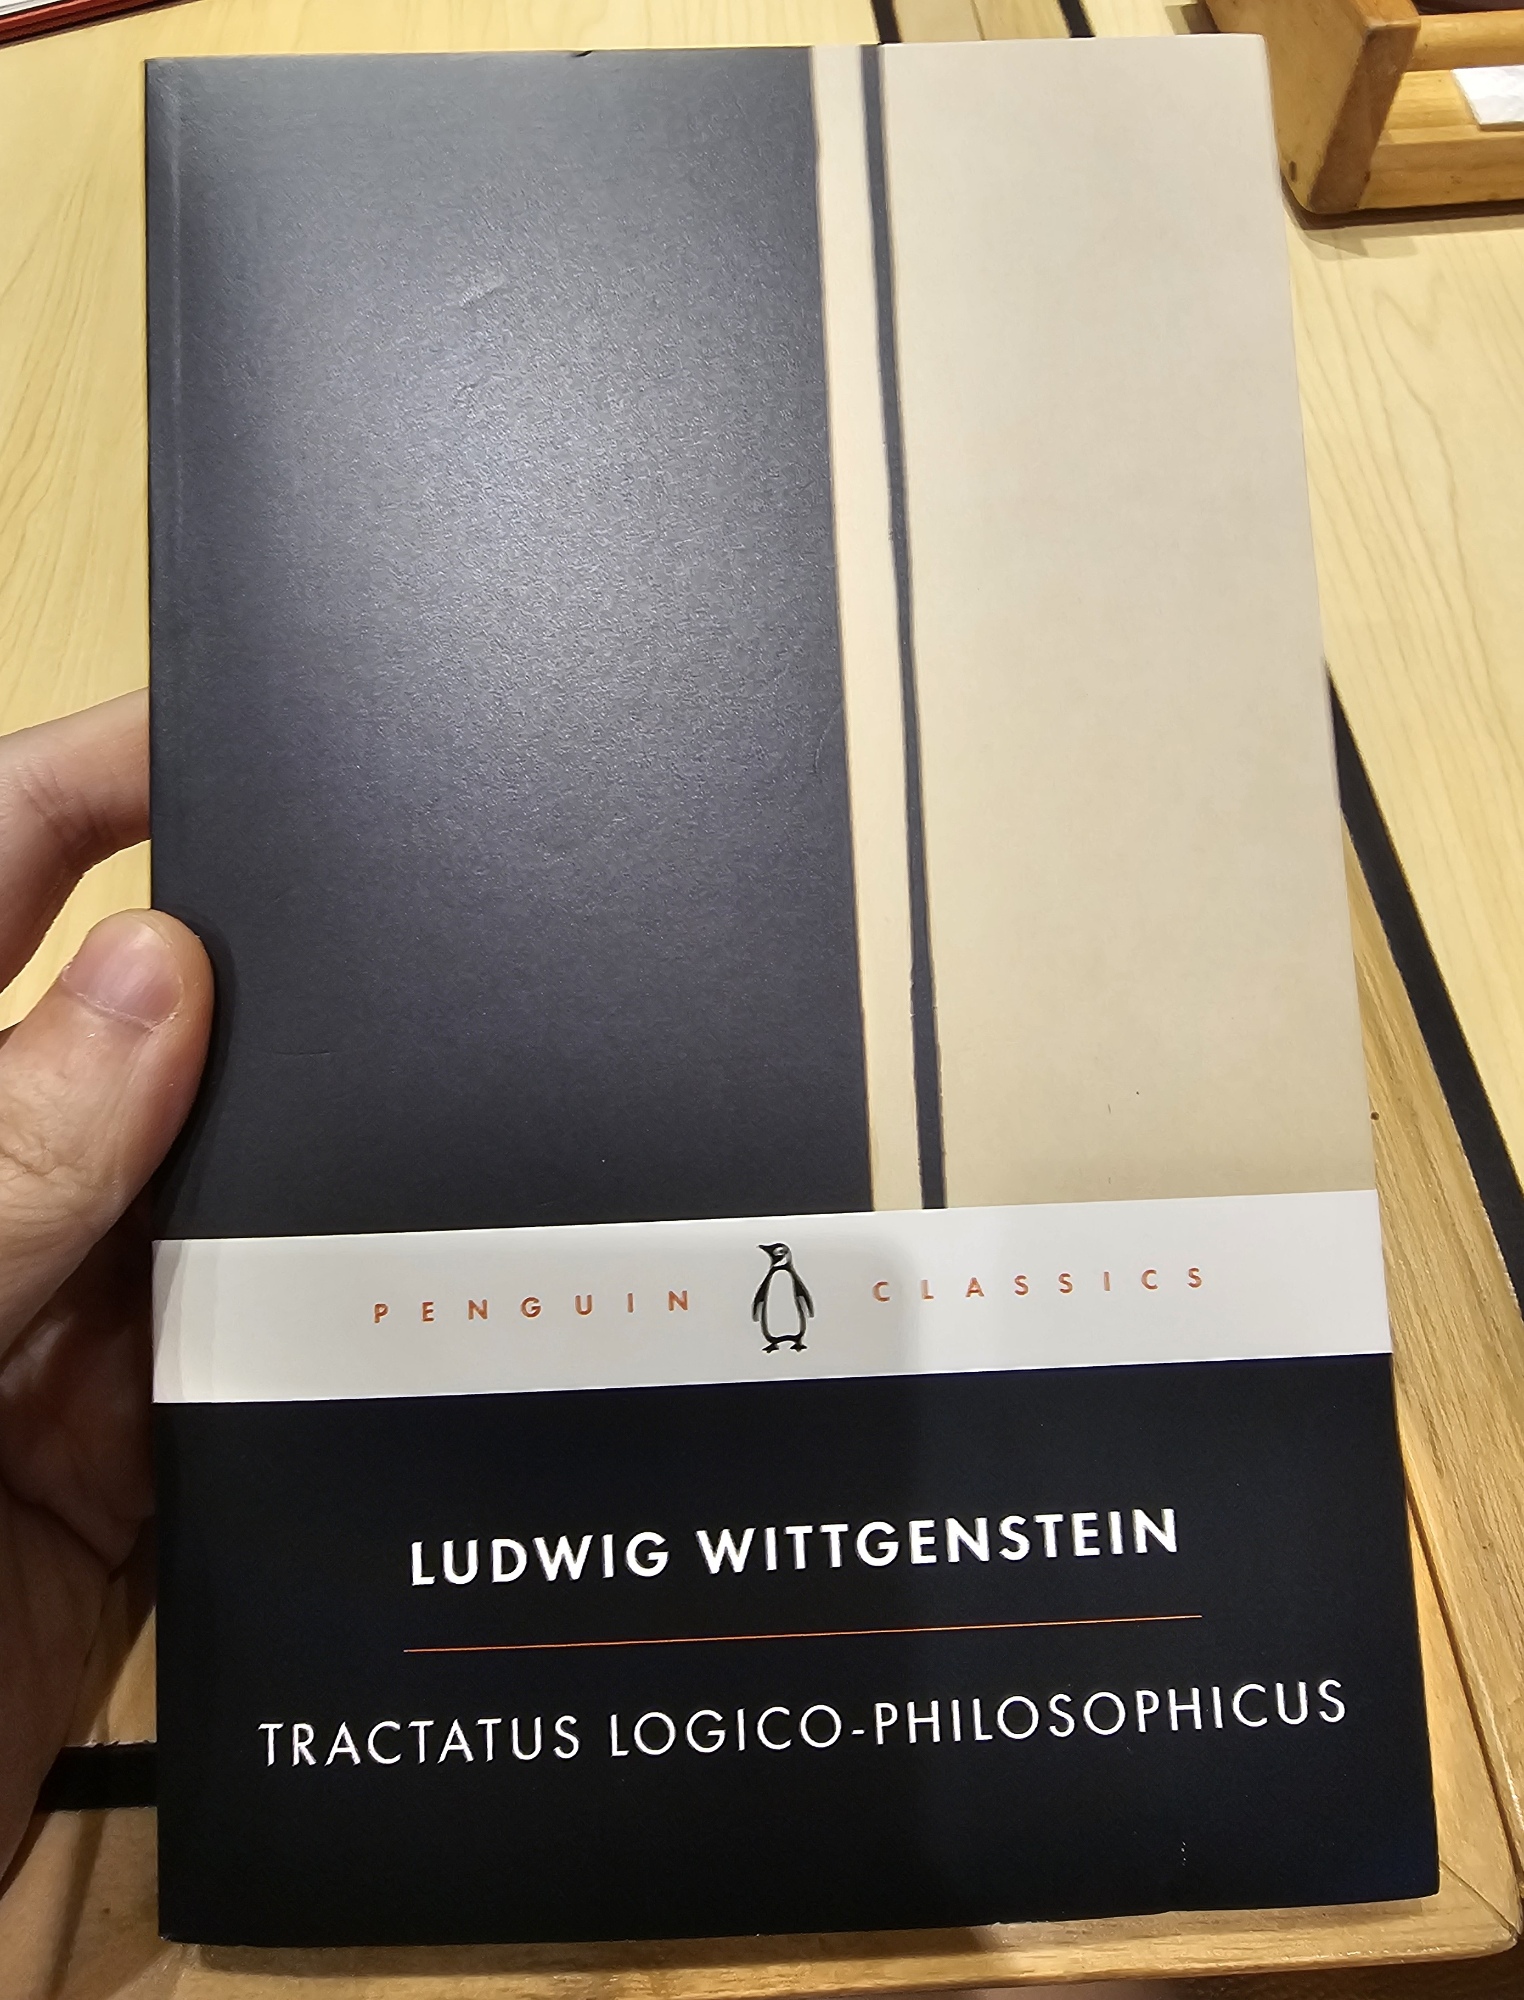 PENGUIN CLASSICS
LUDWIG WITTGENSTEIN
TRACTATUS LOGICO-PHILOSOPHICUS